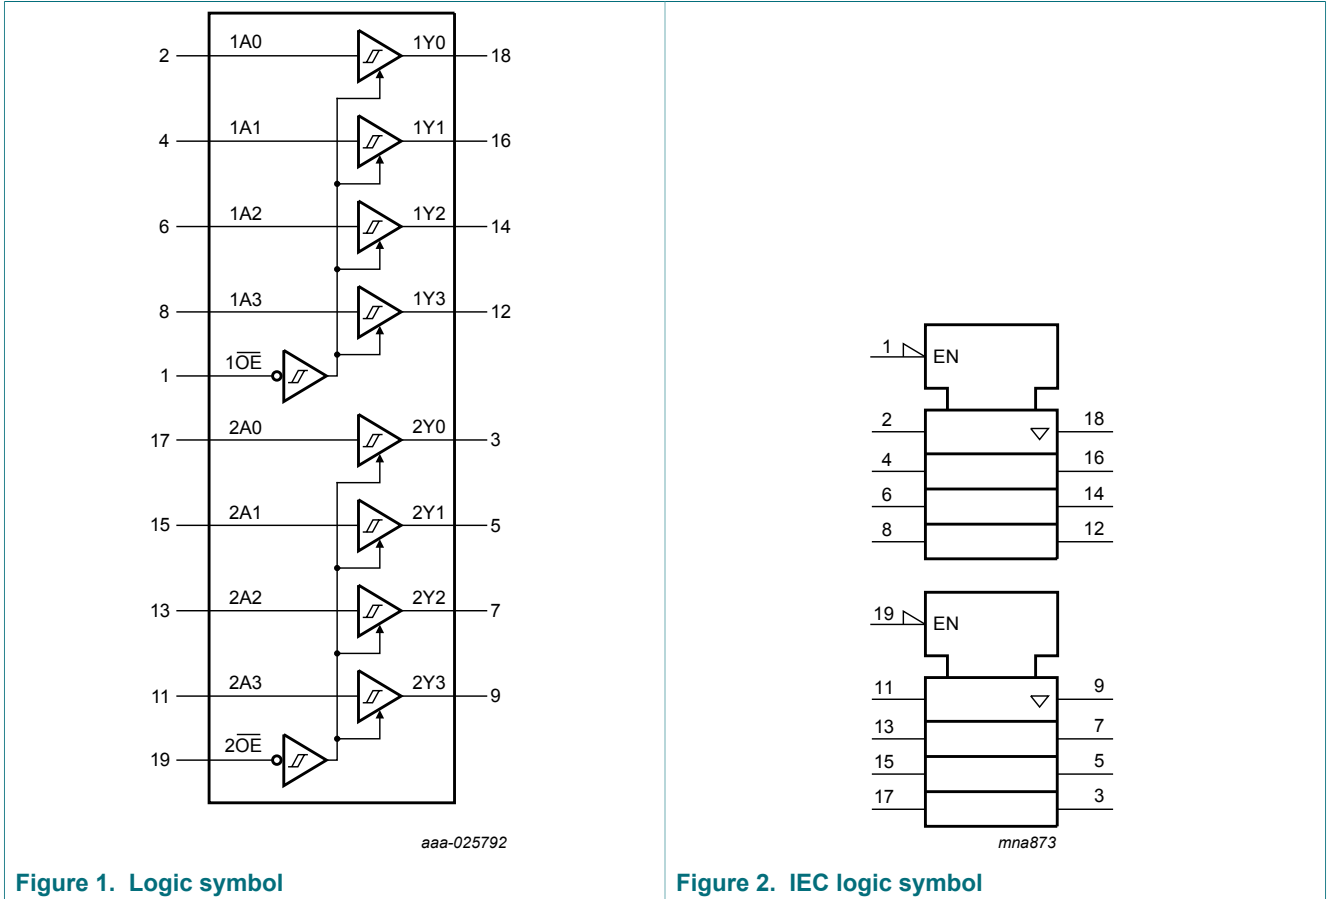 2 1A0 1Y0 18
4 1A1 1Y1 16
6 1A2 1Y2 14
8 1A3 1Y3 12
1 1O̅E̅
17 2A0 2Y0 3
15 2A1 2Y1 5
13 2A2 2Y2 7
11 2A3 2Y3 9
19 2O̅E̅
aaa-025792
Figure 1. Logic symbol
1 EN
2 18
4 16
6 14
8 12
19 EN
11 9
13 7
15 5
17 3
mna873
Figure 2. IEC logic symbol